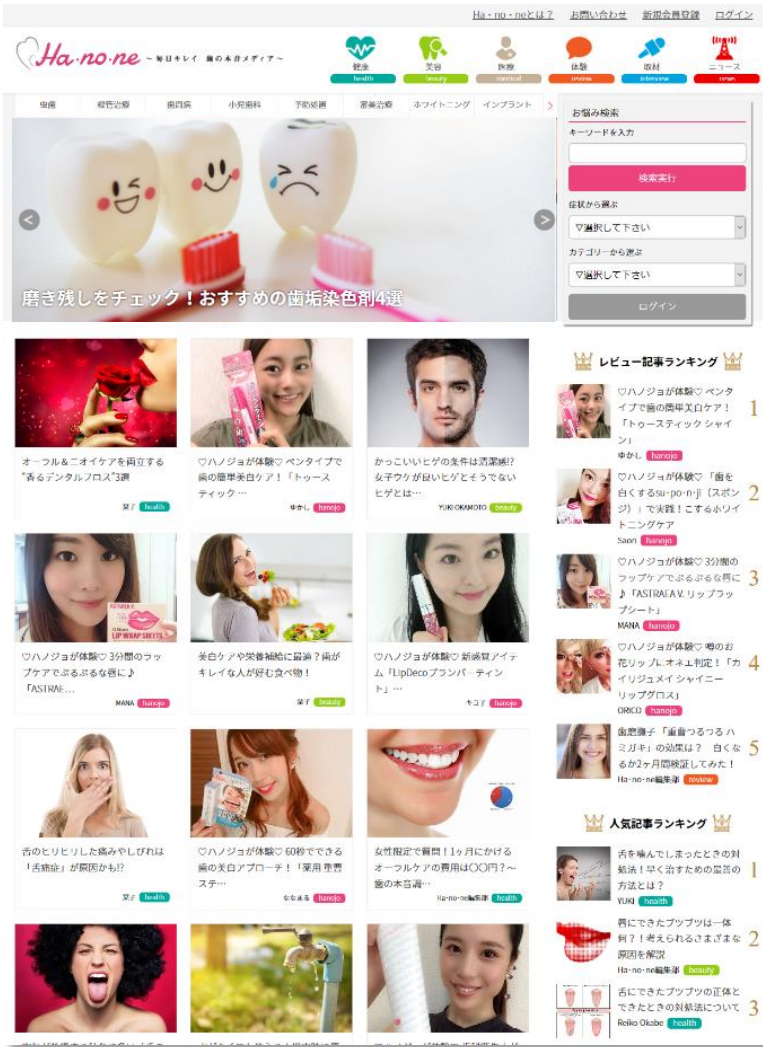 Ha・no・neとは？ お問い合わせ 新規会員登録 ログイン
Ha・no・ne ～毎日キレイ 歯の本音メディア～
健康 美容 医療 体験 取材 ニュース
health beauty medical review interview news
虫歯 根管治療 歯周病 小児歯科 予防処置 審美治療 ホワイトニング インプラント
お悩み検索
キーワードを入力
検索実行
症状から選ぶ
▽選択して下さい
カテゴリーから選ぶ
▽選択して下さい
ログイン
磨き残しをチェック！おすすめの歯垢染色剤4選
オーラル＆ニオイケアを両立する
"香るデンタルフロス"3選
栞子 health
♡ハノジョが体験♡ ペンタイプで
歯の簡単美白ケア！「トゥース
ティック…
ゆかし hanojo
かっこいいヒゲの条件は清潔感!?
女子ウケが良いヒゲとそうでない
ヒゲとは…
YUKI OKAMOTO beauty
♡ハノジョが体験♡ 3分間のラッ
プケアでぷるぷるな唇に♪
「ASTRAE…
MANA hanojo
美白ケアや栄養補給に最適？歯が
キレイな人が好む食べ物！
栞子 beauty
♡ハノジョが体験♡ 新感覚アイテ
ム「LipDecoプランパーティン
ト」…
キコ子 hanojo
舌のヒリヒリした痛みやしびれは
「舌痛症」が原因かも!?
栞子 health
♡ハノジョが体験♡ 60秒でできる
歯の美白アプローチ！「薬用 重曹
ステ…
ななまる hanojo
女性限定で質問！1ヶ月にかける
オーラルケアの費用は〇〇円？～
歯の本音調…
Ha・no・ne編集部 health
レビュー記事ランキング
♡ハノジョが体験♡ ペンタ
イプで歯の簡単美白ケア！
「トゥースティック シャイ
ン」
ゆかし hanojo
1
♡ハノジョが体験♡ 「歯を
白くするsu・po・n・ji（スポン
ジ）」で実践！こするホワイ
トニングケア
Saori hanojo
2
♡ハノジョが体験♡ 3分間の
ラップケアでぷるぷるな唇に
♪「ASTRAEA V. リップラッ
プシート」
MANA hanojo
3
♡ハノジョが体験♡ 噂のお
花リップにオネエ判定！「カ
イリジュメイ シャイニー
リップグロス」
ORICO hanojo
4
歯磨撫子「重曹つるつる ハ
ミガキ」の効果は？ 白くな
るか2ヶ月間検証してみた！
Ha・no・ne編集部 review
5
人気記事ランキング
舌を噛んでしまったときの対
処法！早く治すための最善の
方法とは？
YUKI health
1
唇にできたブツブツは一体
何？！考えられるさまざまな
原因を解説
Ha・no・ne編集部 beauty
2
舌にできたブツブツの正体と
できたときの対処法について
Reiko Okabe health
3